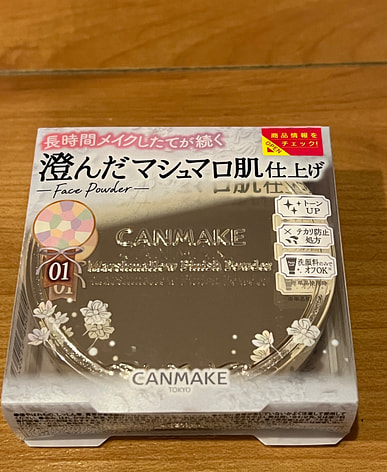 長時間メイクしたてが続く
商品情報を
チェック!
OPEN
澄んだマシュマロ肌仕上げ
Face Powder
トーン
UP
CANMAKE
テカリ防止
処方
Marshmallow Finish Powder
01
洗顔料のみで
オフOK
CANMAKE
TOKYO